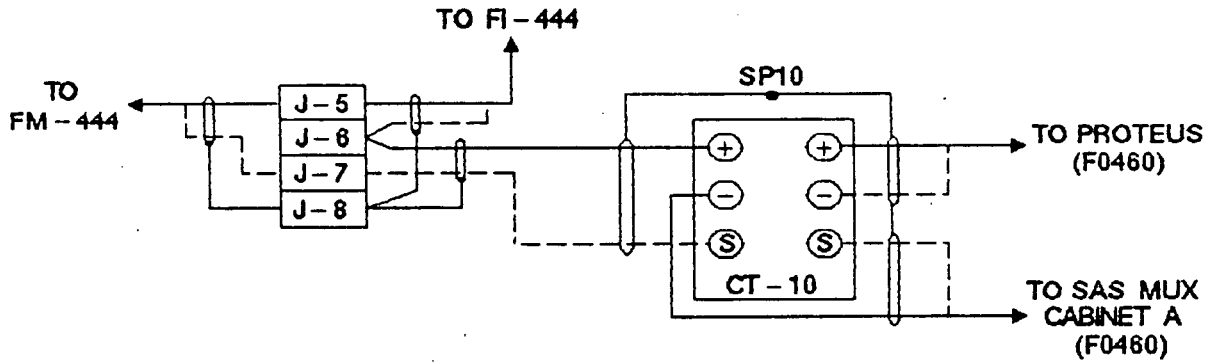 TO FI-444
TO
FM-444
J-5
J-6
J-7
J-8
SP10
+ +
- -
S S
CT-10
TO PROTEUS
(F0460)
TO SAS MUX
CABINET A
(F0460)